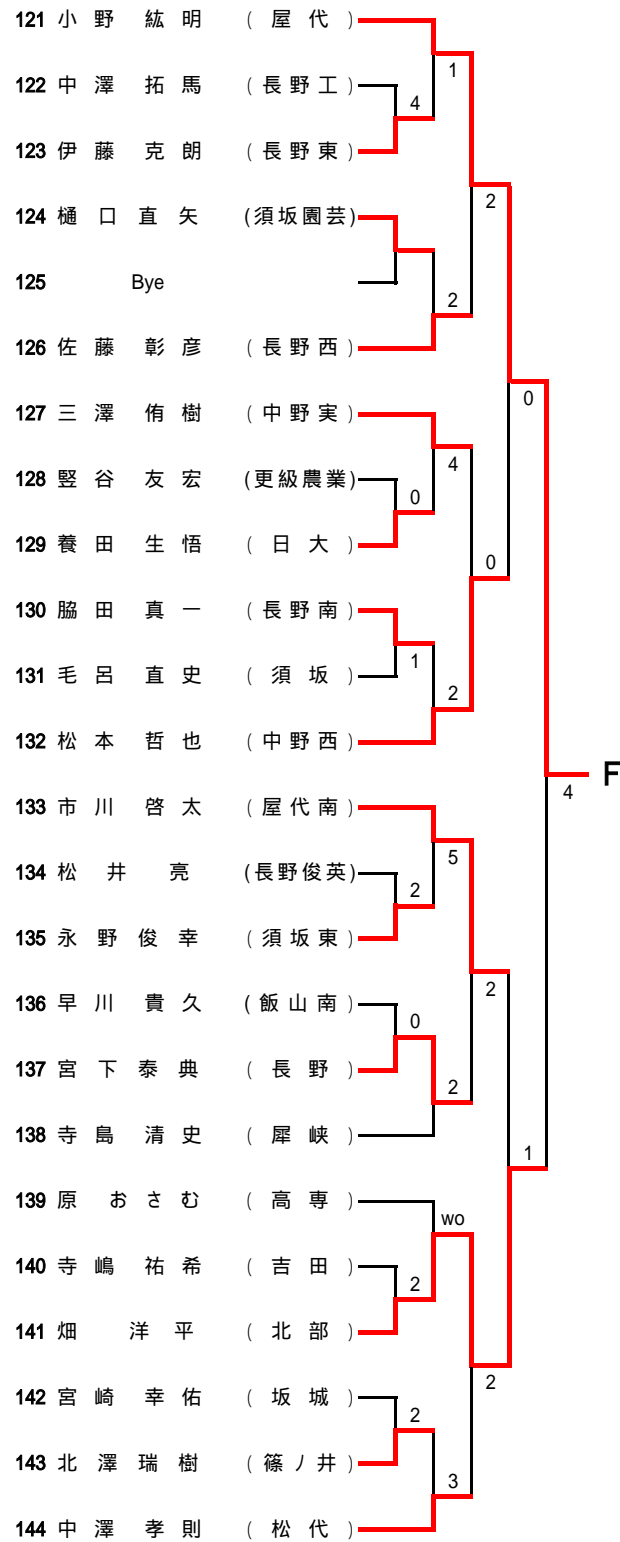 121 小野 紘明 (屋代)
1
122 中澤 拓馬 (長野工)
4
123 伊藤 克朗 (長野東)
2
124 樋口直矢 (須坂園芸)
125 Bye
2
126 佐藤 彰彦 (長野西)
0
127 三澤 侑樹 (中野実)
4
128 竪谷 友宏 (更級農業)
0
129 養田 生悟 (日大)
0
130 脇田 真一 (長野南)
1
131 毛呂 直史 (須坂)
2
132 松本 哲也 (中野西)
F
4
133 市川 啓太 (屋代南)
5
134 松井 亮 (長野俊英)
2
135 永野俊幸 (須坂東)
2
136 早川 貴久 (飯山南)
0
137 宮下泰典 (長野)
2
138 寺島 清史 (犀峡)
1
139 原 おさむ (高専)
wo
140 寺嶋 祐希 (吉田)
2
141 畑 洋平 (北部)
2
142 宮崎 幸佑 (坂城)
2
143 北澤瑞樹 (篠ノ井)
3
144 中澤 孝則 (松代)